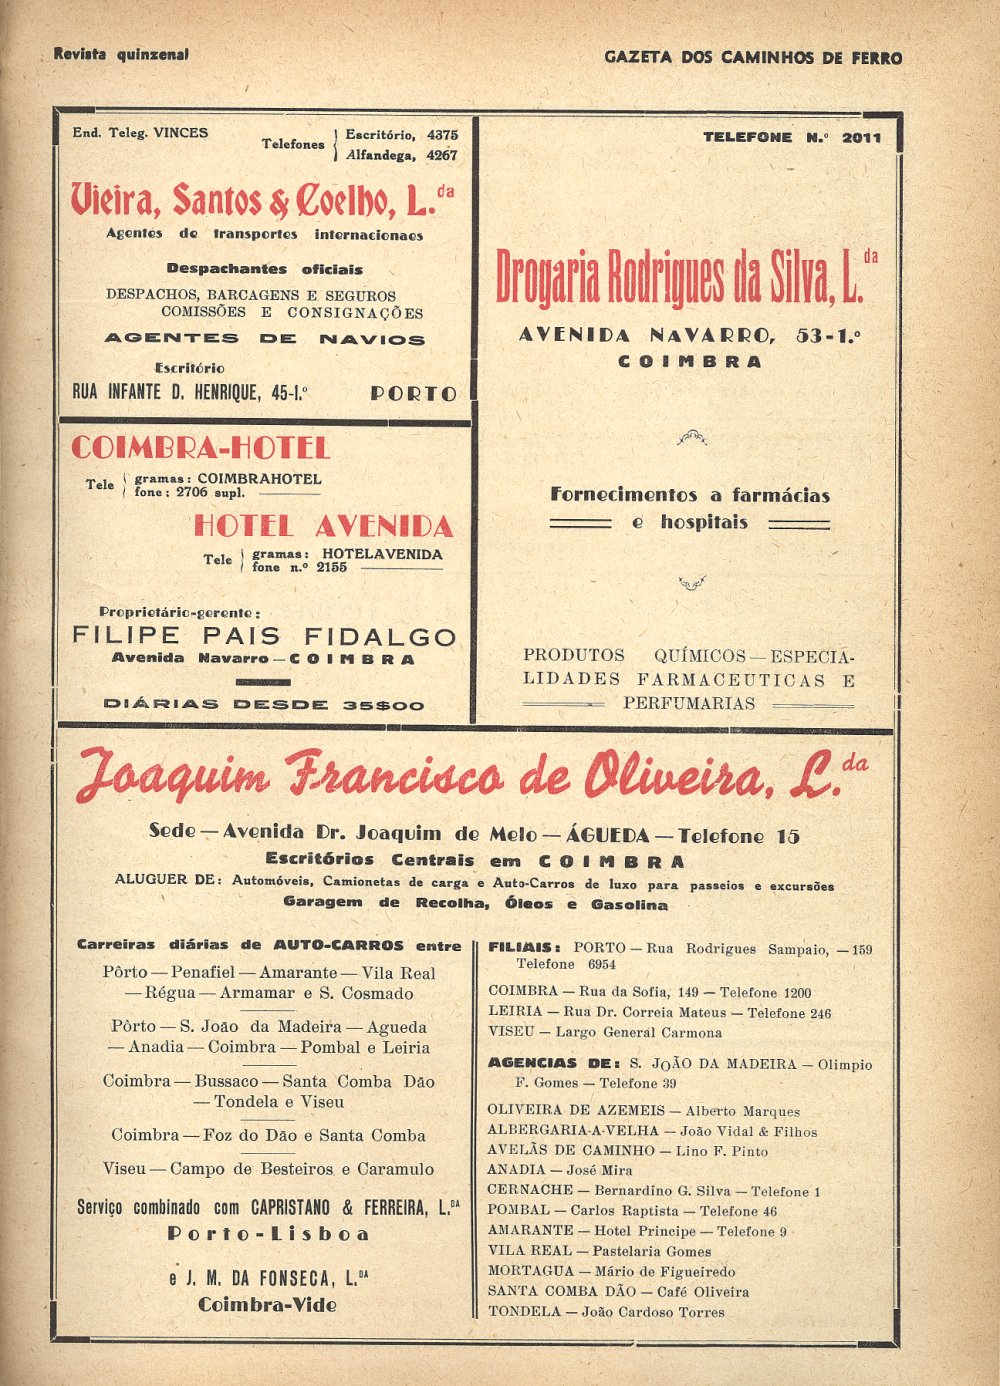 Revista quinzenal
GAZETA DOS CAMINHOS DE FERRO
End. Teleg. VINCES
Telefones { Escritório, 4375
Alfandega, 4267
Vieira, Santos & Coelho, L.da
Agentes de transportes internacionaes
Despachantes oficiais
DESPACHOS, BARCAGENS E SEGUROS
COMISSÕES E CONSIGNAÇÕES
AGENTES DE NAVIOS
Escritório
RUA INFANTE D. HENRIQUE, 45-1.º PORTO
COIMBRA-HOTEL
Tele { gramas: COIMBRAHOTEL
fone: 2706 supl.
HOTEL AVENIDA
Tele { gramas: HOTELAVENIDA
fone n.º 2155
Proprietário-gerente:
FILIPE PAIS FIDALGO
Avenida Navarro — COIMBRA
DIÁRIAS DESDE 35$00
TELEFONE N.º 2011
Drogaria Rodrigues da Silva, L.da
AVENIDA NAVARRO, 53-1.º
COIMBRA
Fornecimentos a farmácias
e hospitais
PRODUTOS QUÍMICOS — ESPECIA-
LIDADES FARMACEUTICAS E
PERFUMARIAS
Joaquim Francisco de Oliveira, L.da
Sede — Avenida Dr. Joaquim de Melo — ÁGUEDA — Telefone 15
Escritórios Centrais em COIMBRA
ALUGUER DE: Automóveis, Camionetas de carga e Auto-Carros de luxo para passeios e excursões
Garagem de Recolha, Óleos e Gasolina
Carreiras diárias de AUTO-CARROS entre
Pôrto — Penafiel — Amarante — Vila Real
— Régua — Armamar e S. Cosmado
Pôrto — S. João da Madeira — Agueda
— Anadia — Coimbra — Pombal e Leiria
Coimbra — Bussaco — Santa Comba Dão
— Tondela e Viseu
Coimbra — Foz do Dão e Santa Comba
Viseu — Campo de Besteiros e Caramulo
Serviço combinado com CAPRISTANO & FERREIRA, L.DA
Porto-Lisboa
e J. M. DA FONSECA, L.DA
Coimbra-Vide
FILIAIS: PORTO — Rua Rodrigues Sampaio, — 159
Telefone 6954
COIMBRA — Rua da Sofia, 149 — Telefone 1200
LEIRIA — Rua Dr. Correia Mateus — Telefone 246
VISEU — Largo General Carmona
AGENCIAS DE: S. JOÃO DA MADEIRA — Olimpio
F. Gomes — Telefone 39
OLIVEIRA DE AZEMEIS — Alberto Marques
ALBERGARIA-A-VELHA — João Vidal & Filhos
AVELÃS DE CAMINHO — Lino F. Pinto
ANADIA — José Mira
CERNACHE — Bernardino G. Silva — Telefone 1
POMBAL — Carlos Raptista — Telefone 46
AMARANTE — Hotel Principe — Telefone 9
VILA REAL — Pastelaria Gomes
MORTAGUA — Mário de Figueiredo
SANTA COMBA DÃO — Café Oliveira
TONDELA — João Cardoso Torres